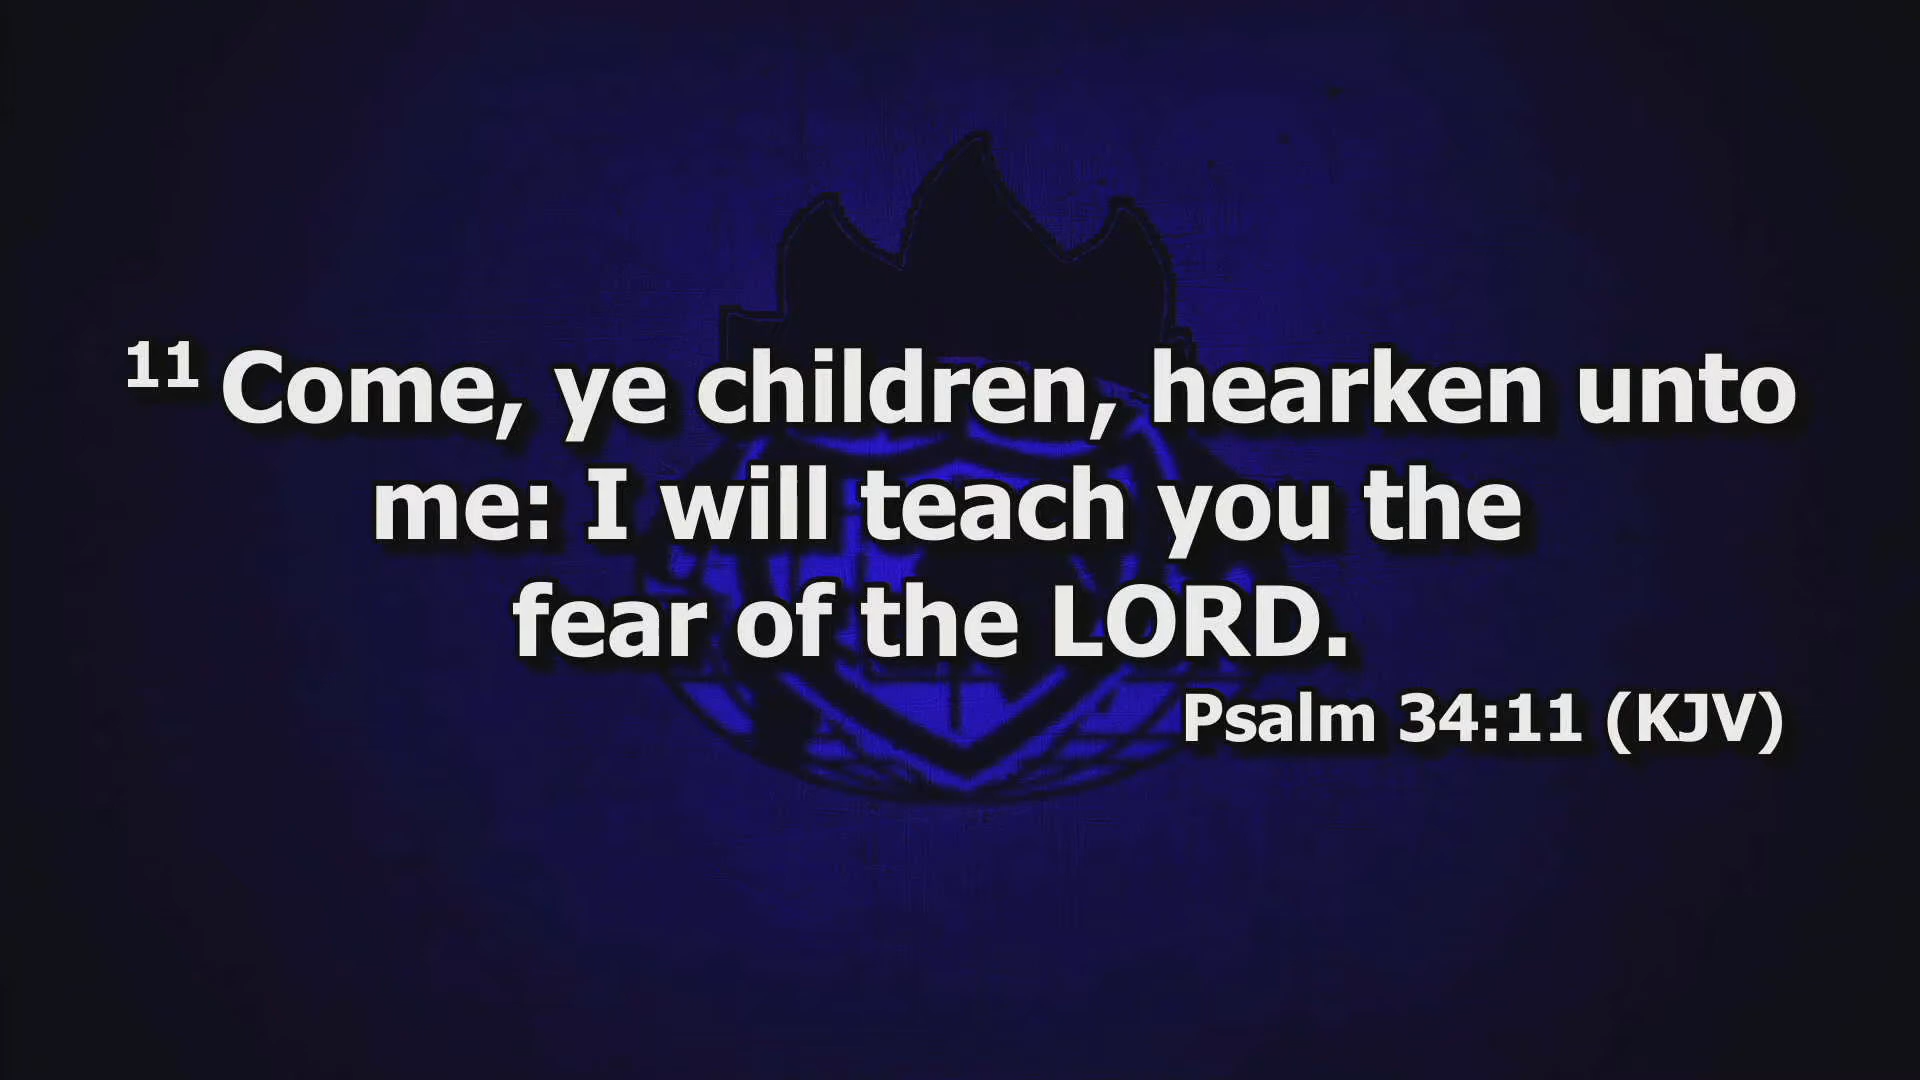 11 Come, ye children, hearken unto
me: I will teach you the
fear of the LORD.
Psalm 34:11 (KJV)